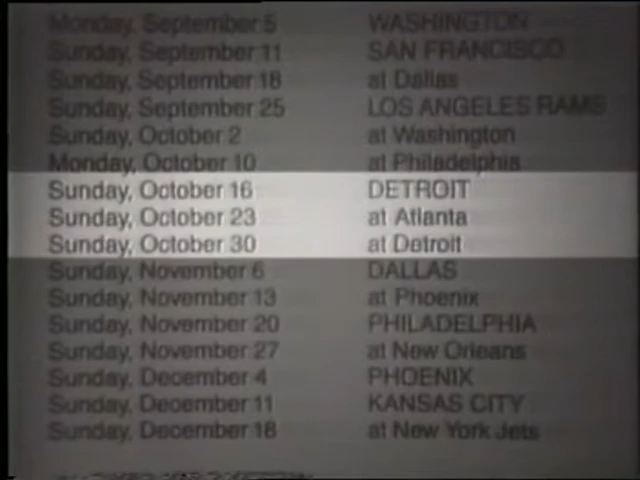 Monday, September 5 WASHINGTON
Sunday, September 11 SAN FRANCISCO
Sunday, September 18 at Dallas
Sunday, September 25 LOS ANGELES RAMS
Sunday, October 2 at Washington
Monday, October 10 at Philadelphia
Sunday, October 16 DETROIT
Sunday, October 23 at Atlanta
Sunday, October 30 at Detroit
Sunday, November 6 DALLAS
Sunday, November 13 at Phoenix
Sunday, November 20 PHILADELPHIA
Sunday, November 27 at New Orleans
Sunday, December 4 PHOENIX
Sunday, December 11 KANSAS CITY
Sunday, December 18 at New York Jets